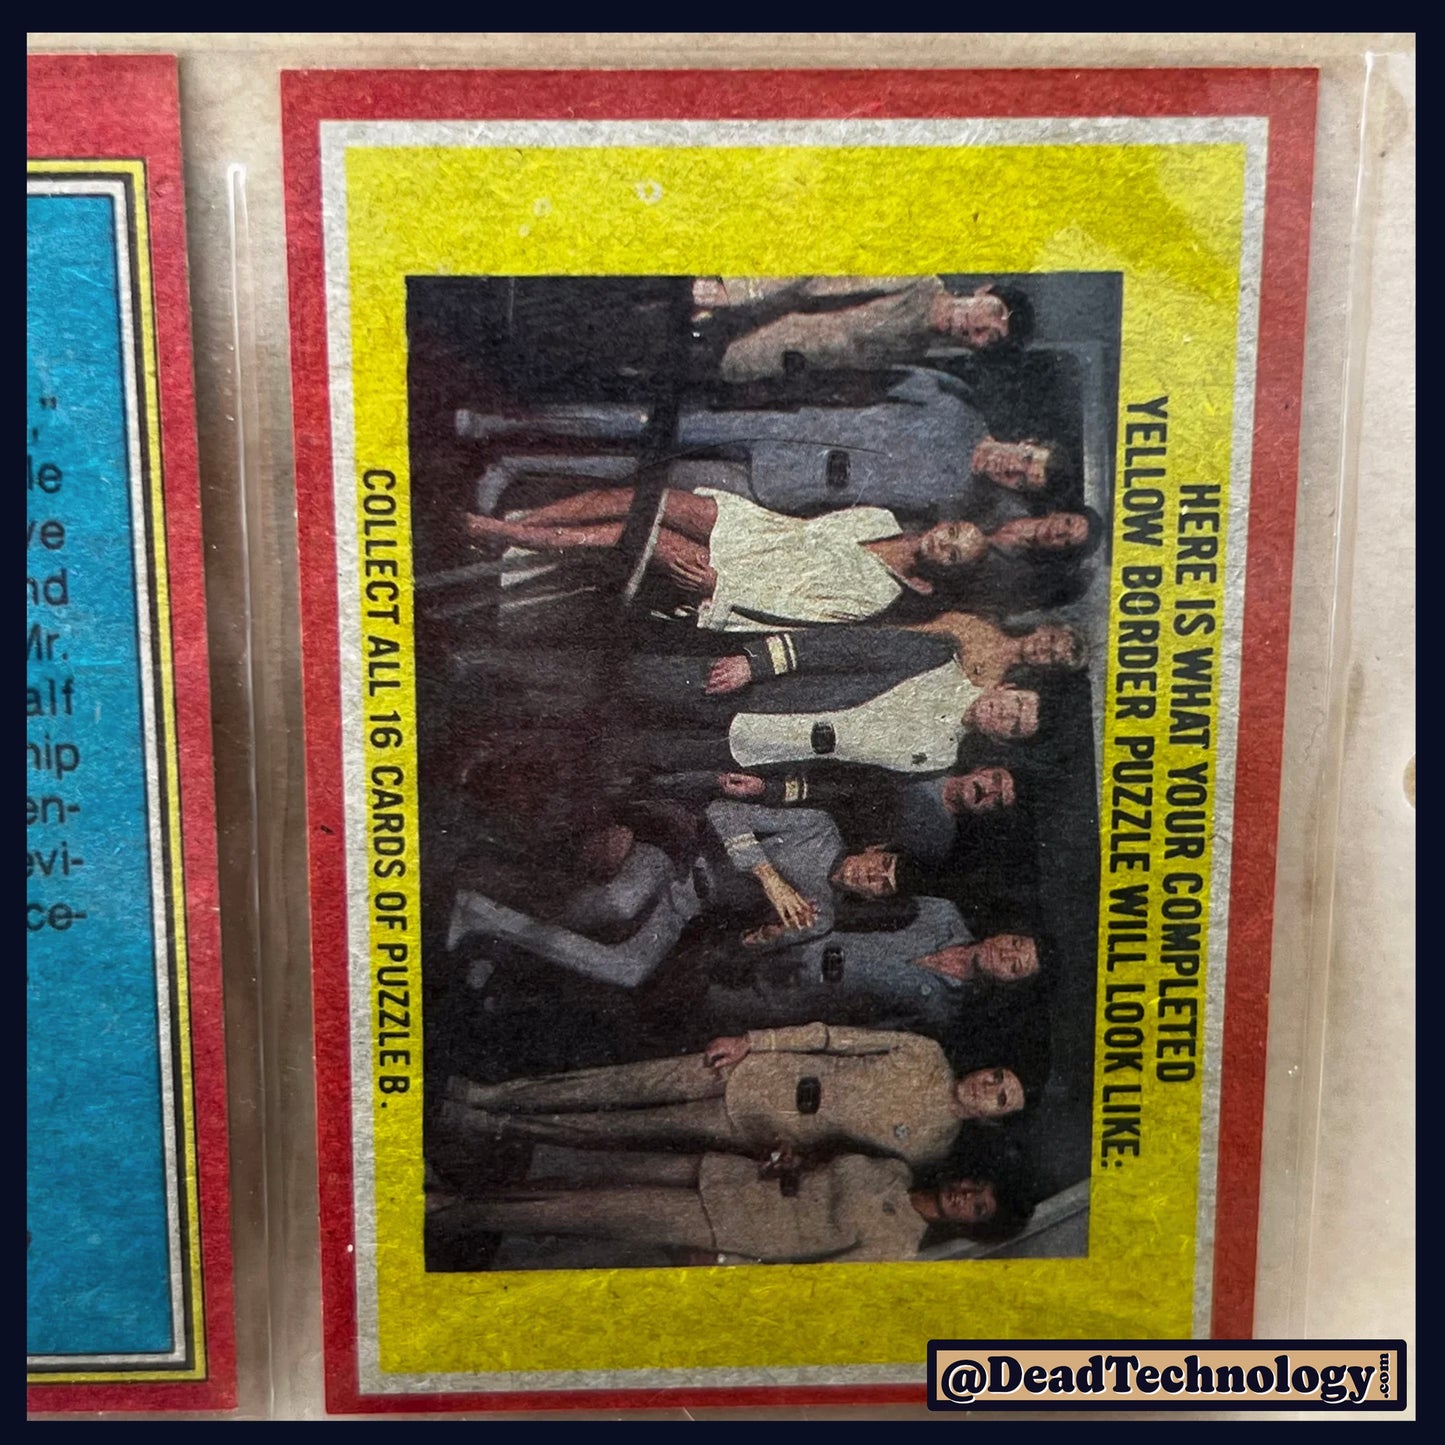 HERE IS WHAT YOUR COMPLETED
YELLOW BORDER PUZZLE WILL LOOK LIKE:
COLLECT ALL 16 CARDS OF PUZZLE B.
"
,
le
ve
nd
Mr.
alf
hip
en-
evi-
ce-
@DeadTechnology.com